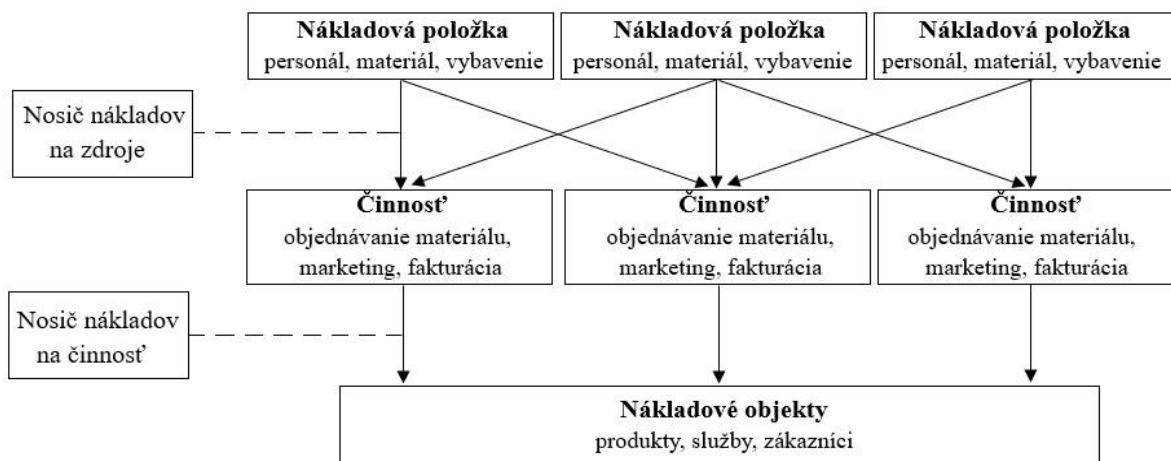 Nákladová položka
personál, materiál, vybavenie
Nákladová položka
personál, materiál, vybavenie
Nákladová položka
personál, materiál, vybavenie
Nosič nákladov
na zdroje
Činnosť
objednávanie materiálu,
marketing, fakturácia
Činnosť
objednávanie materiálu,
marketing, fakturácia
Činnosť
objednávanie materiálu,
marketing, fakturácia
Nosič nákladov
na činnosť
Nákladové objekty
produkty, služby, zákazníci